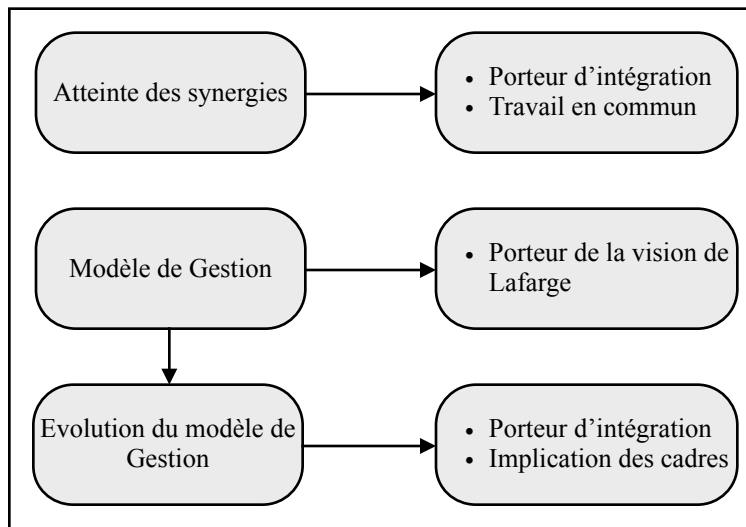 Atteinte des synergies
• Porteur d’intégration
• Travail en commun
Modèle de Gestion
• Porteur de la vision de
Lafarge
Evolution du modèle de
Gestion
• Porteur d’intégration
• Implication des cadres